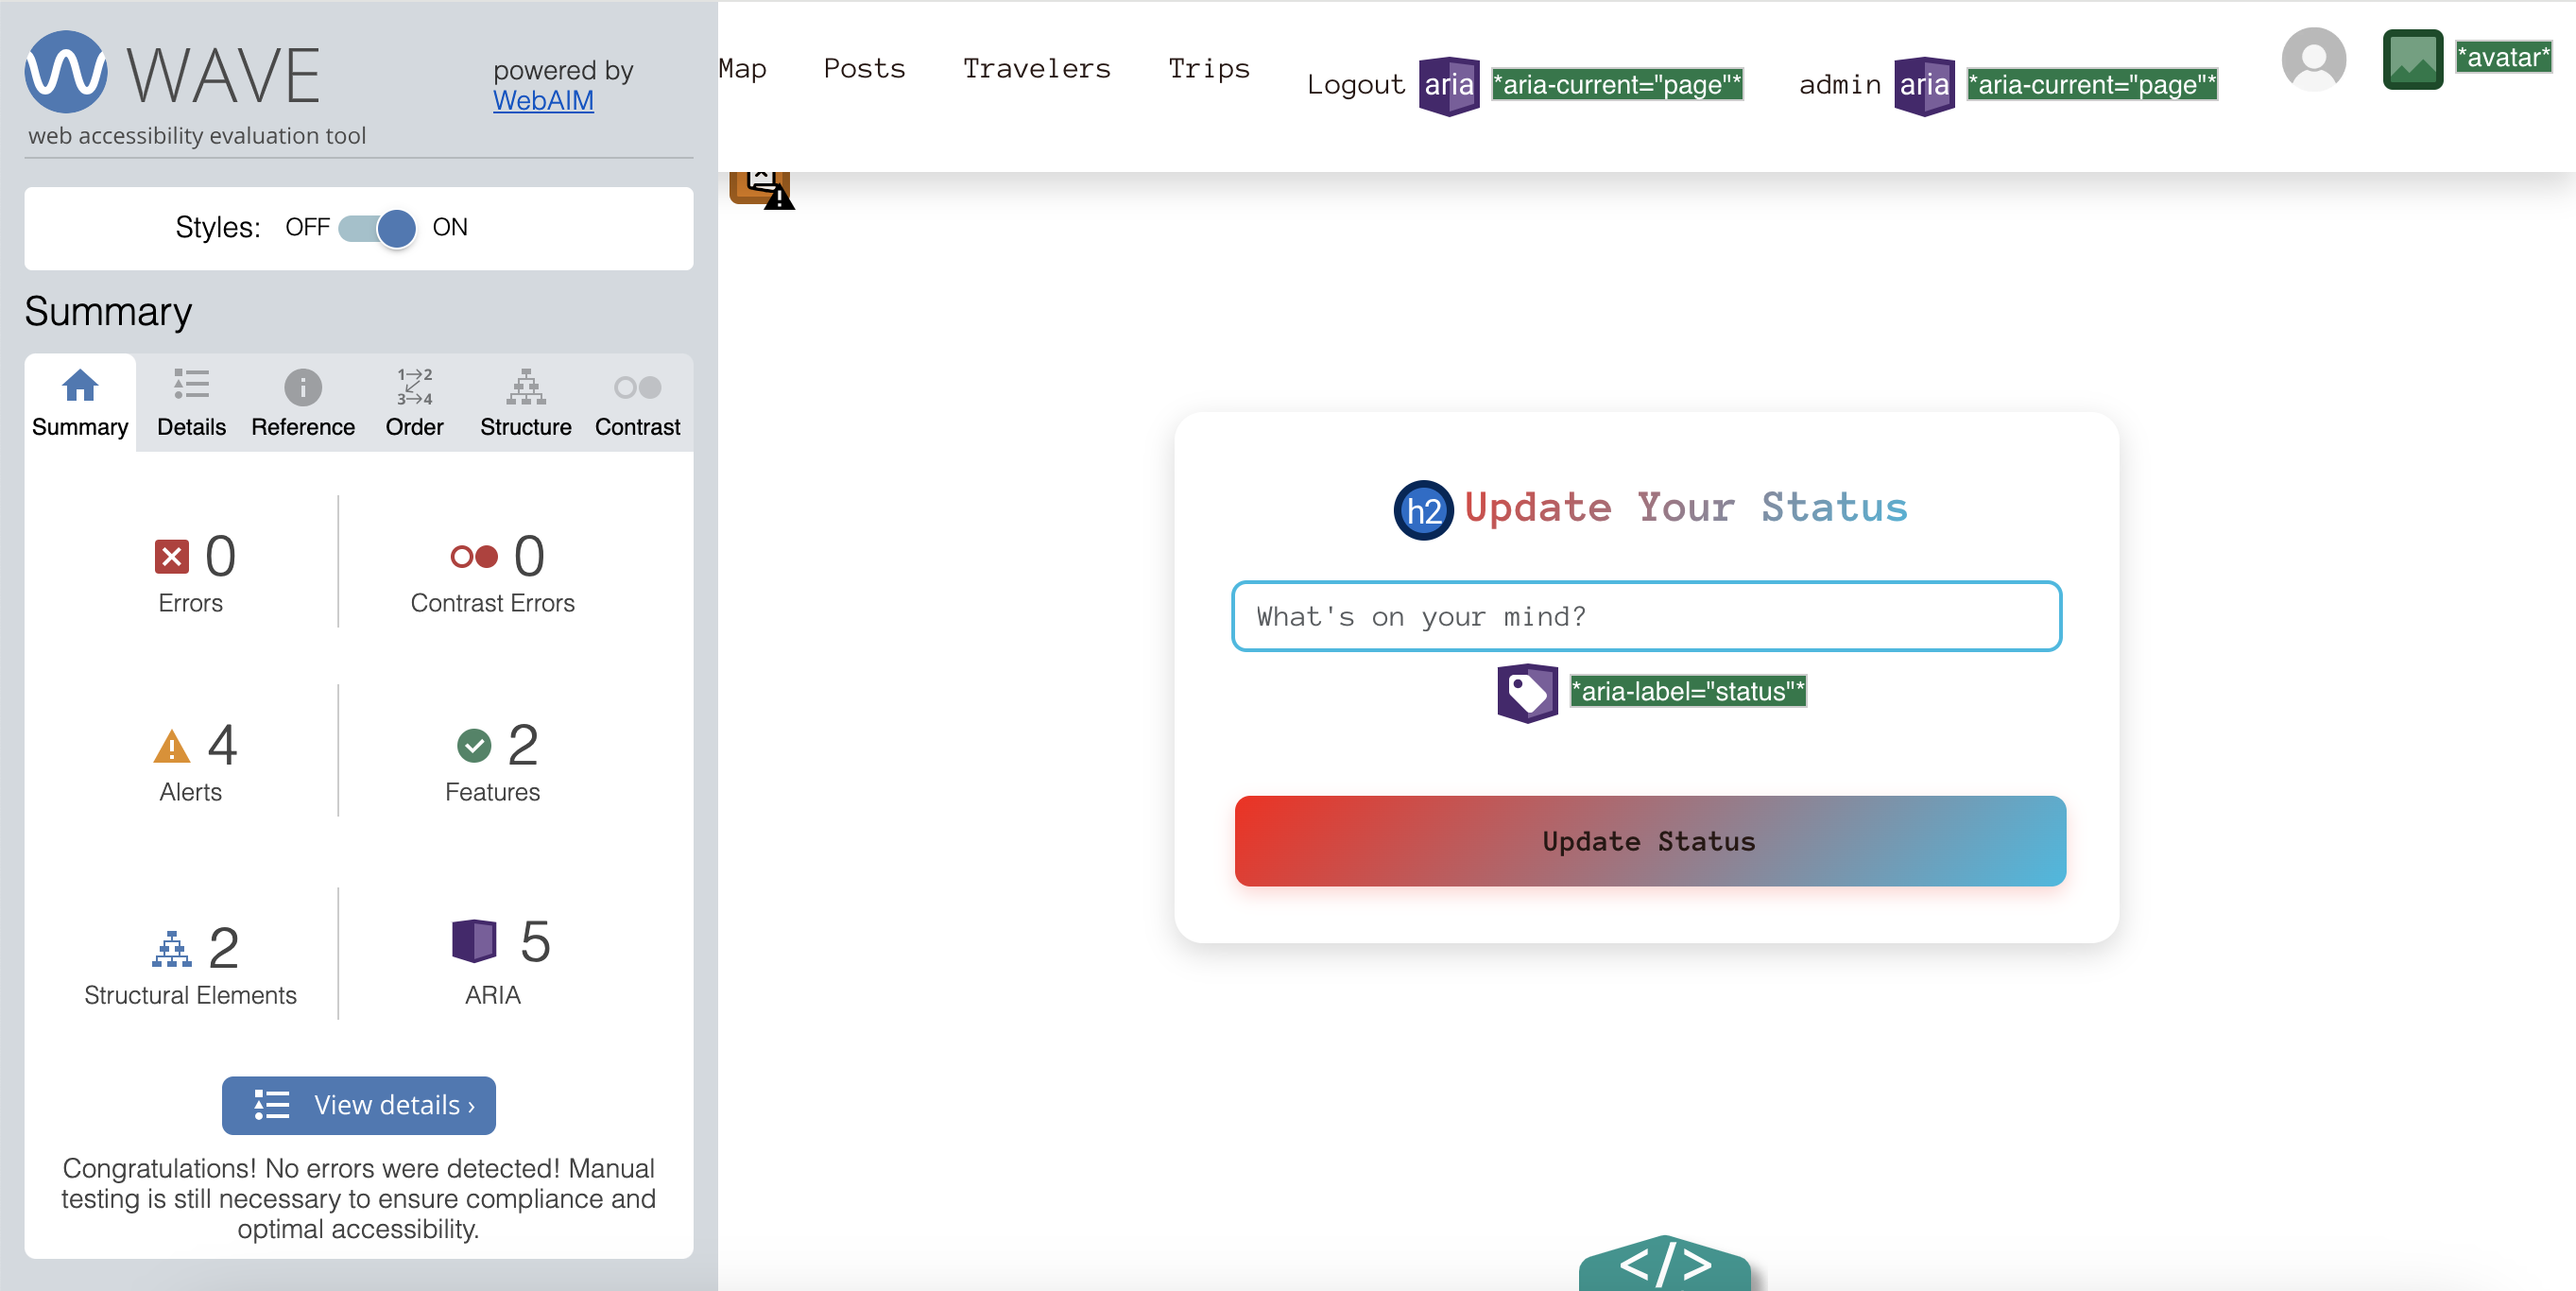 WAVE
powered by
WebAIM
web accessibility evaluation tool
Styles: OFF ON
Summary
Summary Details Reference Order Structure Contrast
1→2
3→4
0
Errors
0
Contrast Errors
4
Alerts
2
Features
2
Structural Elements
5
ARIA
View details ›
Congratulations! No errors were detected! Manual
testing is still necessary to ensure compliance and
optimal accessibility.
Map Posts Travelers Trips Logout aria *aria-current="page"* admin aria *aria-current="page"* *avatar*
h2 Update Your Status
What's on your mind?
*aria-label="status"*
Update Status
</>